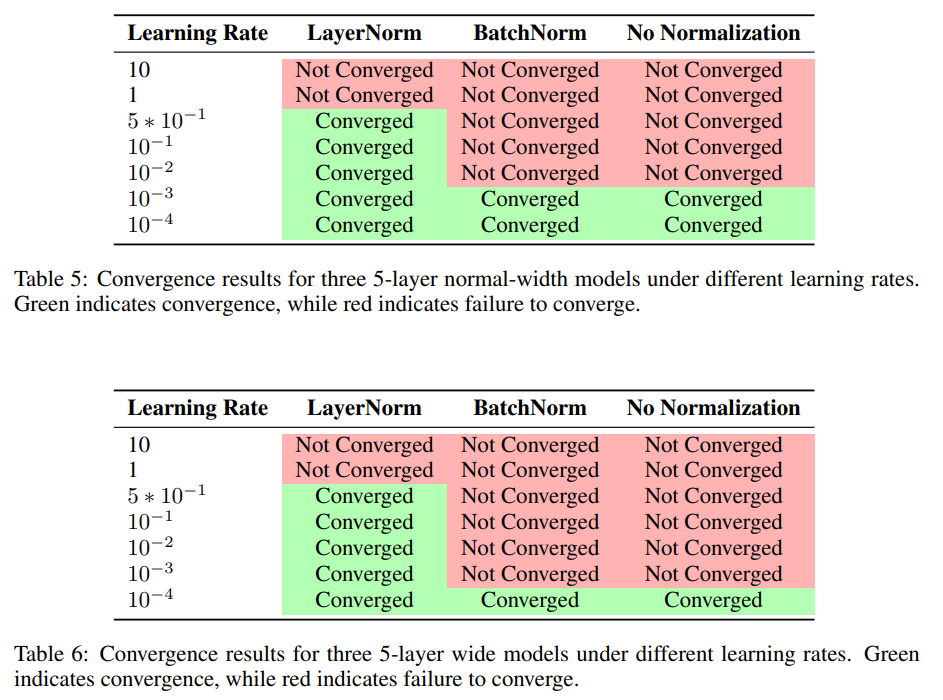 Learning Rate LayerNorm BatchNorm No Normalization
10 Not Converged Not Converged Not Converged
1 Not Converged Not Converged Not Converged
5 ∗ 10⁻¹ Converged Not Converged Not Converged
10⁻¹ Converged Not Converged Not Converged
10⁻² Converged Not Converged Not Converged
10⁻³ Converged Converged Converged
10⁻⁴ Converged Converged Converged
Table 5: Convergence results for three 5-layer normal-width models under different learning rates.
Green indicates convergence, while red indicates failure to converge.
Learning Rate LayerNorm BatchNorm No Normalization
10 Not Converged Not Converged Not Converged
1 Not Converged Not Converged Not Converged
5 ∗ 10⁻¹ Converged Not Converged Not Converged
10⁻¹ Converged Not Converged Not Converged
10⁻² Converged Not Converged Not Converged
10⁻³ Converged Not Converged Not Converged
10⁻⁴ Converged Converged Converged
Table 6: Convergence results for three 5-layer wide models under different learning rates. Green
indicates convergence, while red indicates failure to converge.